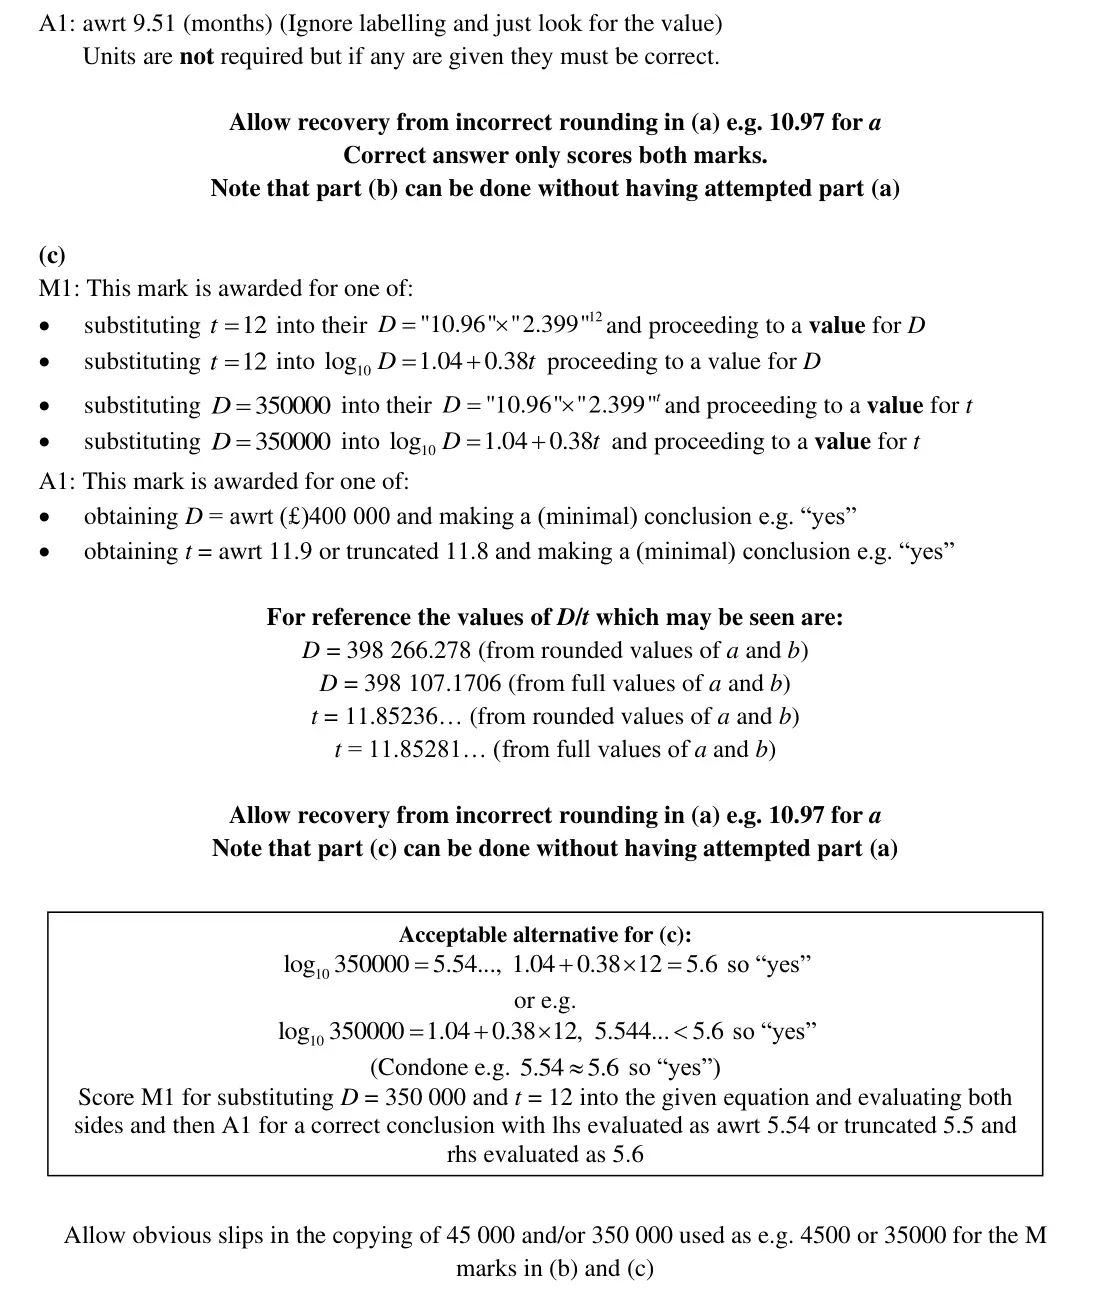 A1: awrt 9.51 (months) (Ignore labelling and just look for the value)
Units are not required but if any are given they must be correct.
Allow recovery from incorrect rounding in (a) e.g. 10.97 for a
Correct answer only scores both marks.
Note that part (b) can be done without having attempted part (a)
(c)
M1: This mark is awarded for one of:
• substituting t = 12 into their D = "10.96"×"2.399"¹² and proceeding to a value for D
• substituting t = 12 into log₁₀ D = 1.04 + 0.38t proceeding to a value for D
• substituting D = 350000 into their D = "10.96"×"2.399"ᵗ and proceeding to a value for t
• substituting D = 350000 into log₁₀ D = 1.04 + 0.38t and proceeding to a value for t
A1: This mark is awarded for one of:
• obtaining D = awrt (£)400 000 and making a (minimal) conclusion e.g. “yes”
• obtaining t = awrt 11.9 or truncated 11.8 and making a (minimal) conclusion e.g. “yes”
For reference the values of D/t which may be seen are:
D = 398 266.278 (from rounded values of a and b)
D = 398 107.1706 (from full values of a and b)
t = 11.85236… (from rounded values of a and b)
t = 11.85281… (from full values of a and b)
Allow recovery from incorrect rounding in (a) e.g. 10.97 for a
Note that part (c) can be done without having attempted part (a)
Acceptable alternative for (c):
log₁₀ 350000 = 5.54..., 1.04 + 0.38×12 = 5.6 so “yes”
or e.g.
log₁₀ 350000 = 1.04 + 0.38×12, 5.544... < 5.6 so “yes”
(Condone e.g. 5.54 ≈ 5.6 so “yes”)
Score M1 for substituting D = 350 000 and t = 12 into the given equation and evaluating both
sides and then A1 for a correct conclusion with lhs evaluated as awrt 5.54 or truncated 5.5 and
rhs evaluated as 5.6
Allow obvious slips in the copying of 45 000 and/or 350 000 used as e.g. 4500 or 35000 for the M
marks in (b) and (c)